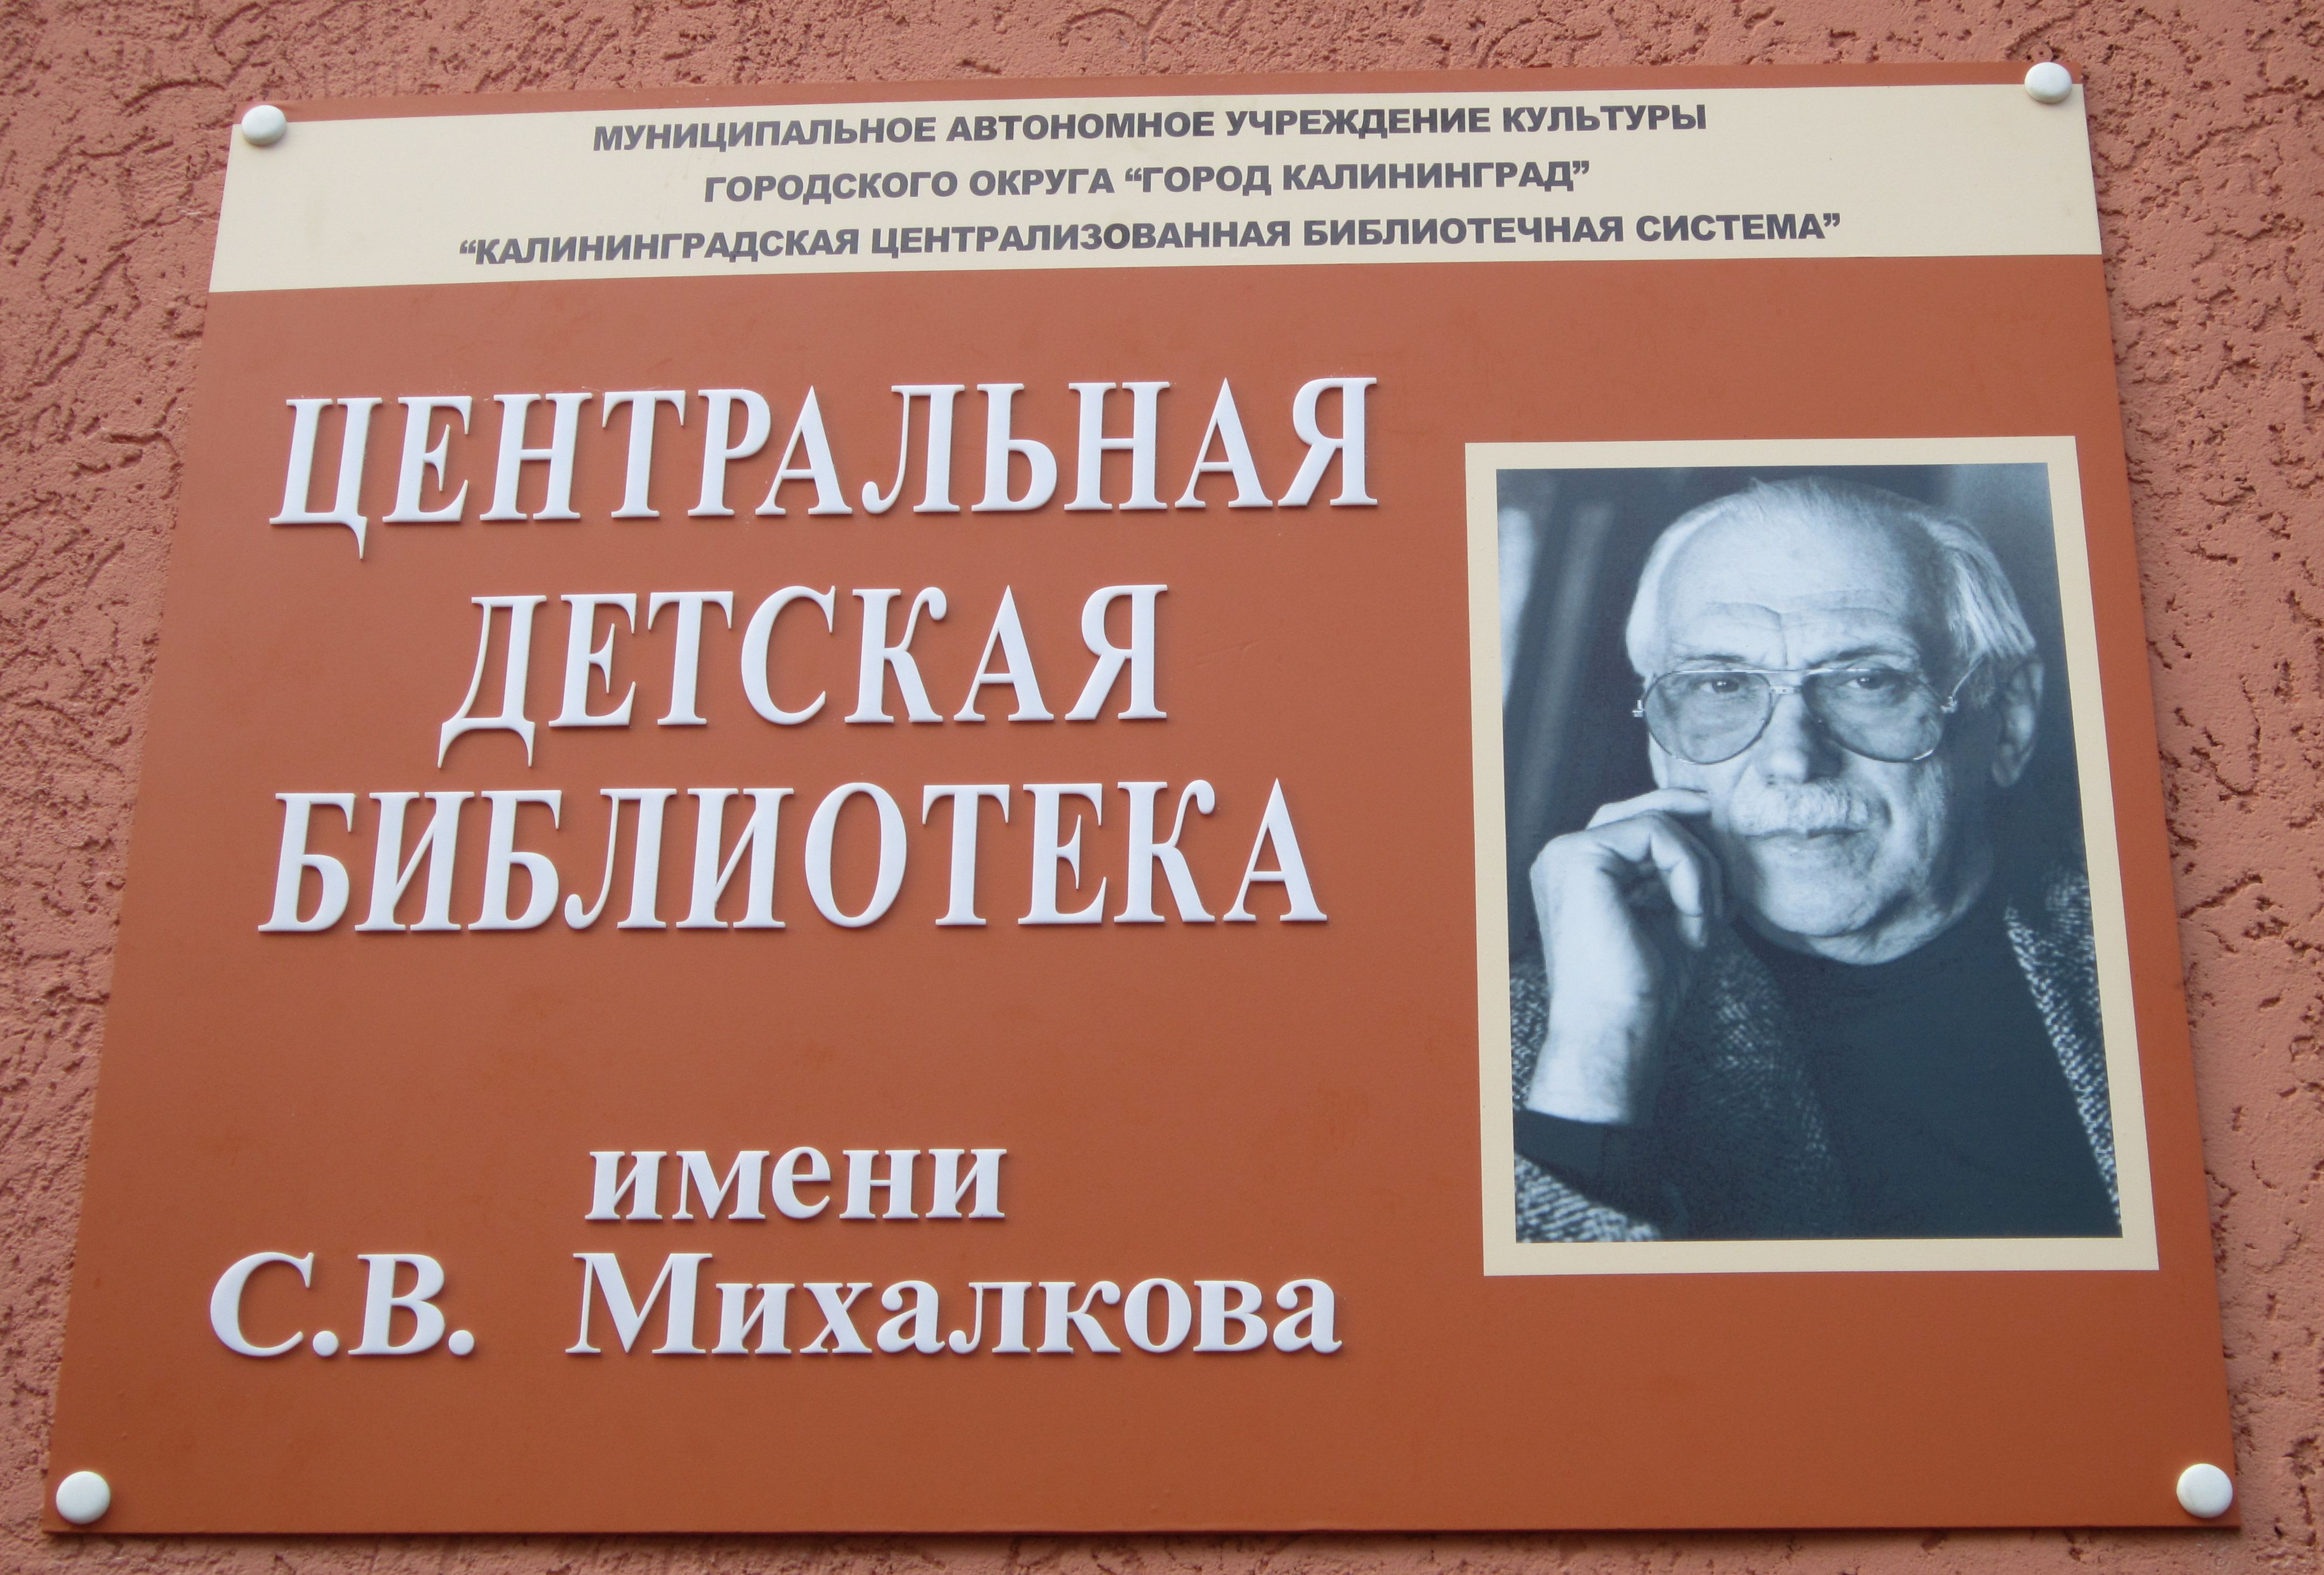 МУНИЦИПАЛЬНОЕ АВТОНОМНОЕ УЧРЕЖДЕНИЕ КУЛЬТУРЫ
ГОРОДСКОГО ОКРУГА “ГОРОД КАЛИНИНГРАД”
“КАЛИНИНГРАДСКАЯ ЦЕНТРАЛИЗОВАННАЯ БИБЛИОТЕЧНАЯ СИСТЕМА”
ЦЕНТРАЛЬНАЯ
ДЕТСКАЯ
БИБЛИОТЕКА
имени
С.В. Михалкова